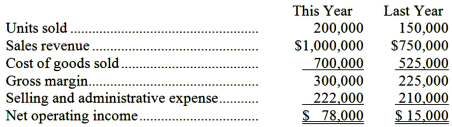 This Year Last Year
Units sold ........................................................ 200,000 150,000
Sales revenue .................................................. $1,000,000 $750,000
Cost of goods sold .......................................... 700,000 525,000
Gross margin................................................... 300,000 225,000
Selling and administrative expense............ 222,000 210,000
Net operating income................................... $ 78,000 $ 15,000